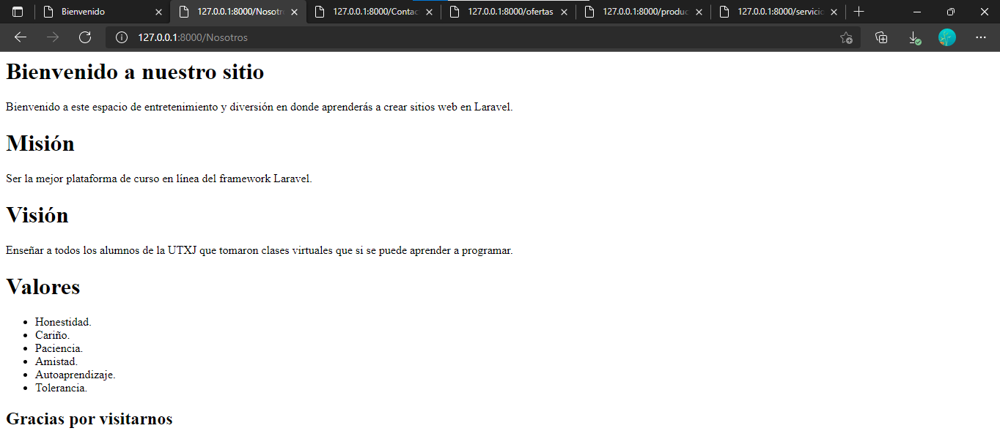 Bienvenido
127.0.0.1:8000/Nosotr
127.0.0.1:8000/Contac
127.0.0.1:8000/ofertas
127.0.0.1:8000/produc
127.0.0.1:8000/servicio
127.0.0.1:8000/Nosotros
Bienvenido a nuestro sitio
Bienvenido a este espacio de entretenimiento y diversión en donde aprenderás a crear sitios web en Laravel.
Misión
Ser la mejor plataforma de curso en línea del framework Laravel.
Visión
Enseñar a todos los alumnos de la UTXJ que tomaron clases virtuales que si se puede aprender a programar.
Valores
Honestidad.
Cariño.
Paciencia.
Amistad.
Autoaprendizaje.
Tolerancia.
Gracias por visitarnos